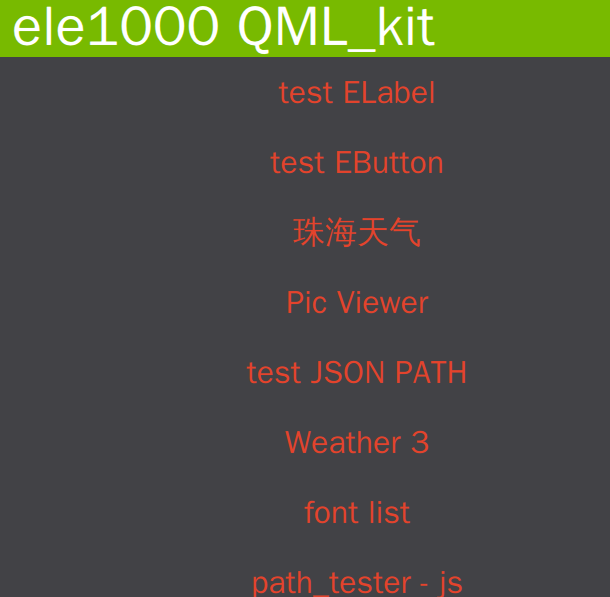 ele1000 QML_kit
test ELabel
test EButton
珠海天气
Pic Viewer
test JSON PATH
Weather 3
font list
path_tester - js